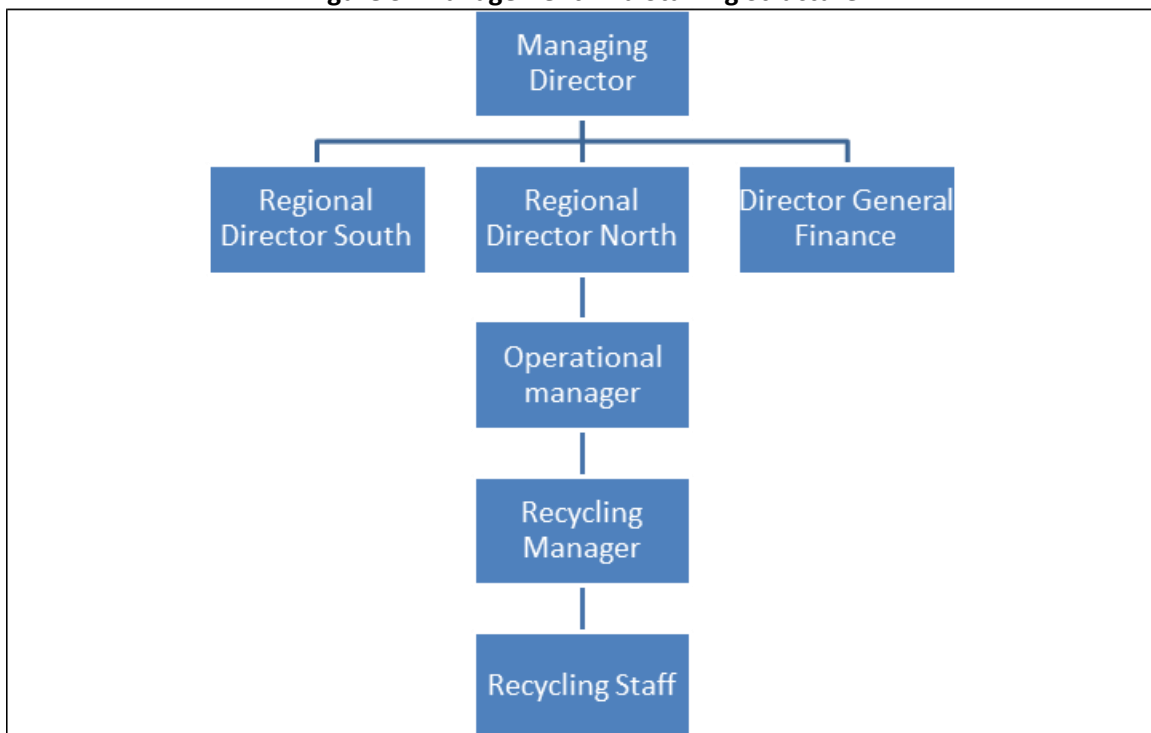 Managing
Director
Regional
Director South
Regional
Director North
Director General
Finance
Operational
manager
Recycling
Manager
Recycling Staff